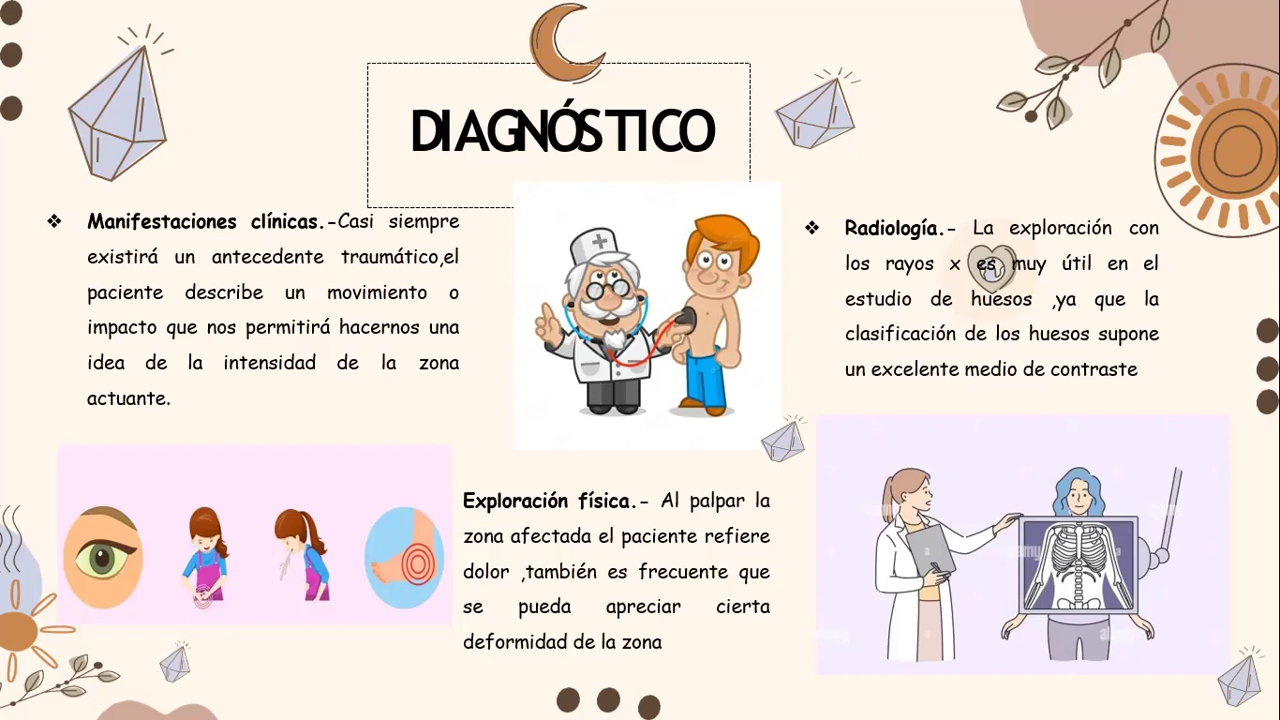 DIAGNÓSTICO
❖ Manifestaciones clínicas.-Casi siempre
existirá un antecedente traumático,el
paciente describe un movimiento o
impacto que nos permitirá hacernos una
idea de la intensidad de la zona
actuante.
Exploración física.- Al palpar la
zona afectada el paciente refiere
dolor ,también es frecuente que
se pueda apreciar cierta
deformidad de la zona
❖ Radiología.- La exploración con
los rayos x es muy útil en el
estudio de huesos ,ya que la
clasificación de los huesos supone
un excelente medio de contraste